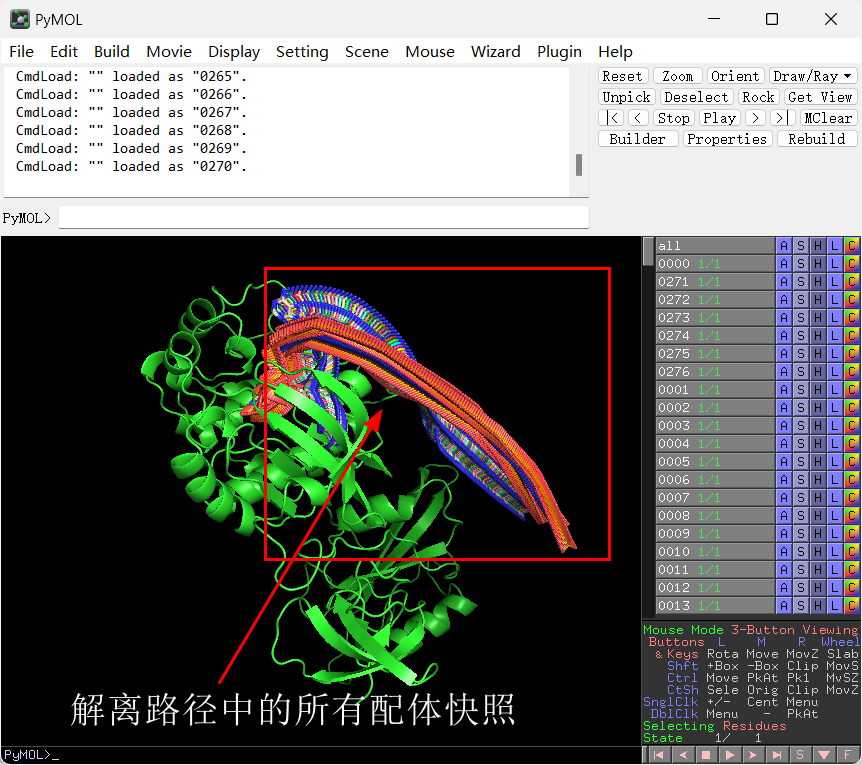 PyMOL
File Edit Build Movie Display Setting Scene Mouse Wizard Plugin Help
CmdLoad: "" loaded as "0265".
CmdLoad: "" loaded as "0266".
CmdLoad: "" loaded as "0267".
CmdLoad: "" loaded as "0268".
CmdLoad: "" loaded as "0269".
CmdLoad: "" loaded as "0270".
Reset Zoom Orient Draw/Ray
Unpick Deselect Rock Get View
|< < Stop Play > >| MClear
Builder Properties Rebuild
PyMOL>
all A S H L C
0000 1/1 A S H L C
0271 1/1 A S H L C
0272 1/1 A S H L C
0273 1/1 A S H L C
0274 1/1 A S H L C
0275 1/1 A S H L C
0276 1/1 A S H L C
0001 1/1 A S H L C
0002 1/1 A S H L C
0003 1/1 A S H L C
0004 1/1 A S H L C
0005 1/1 A S H L C
0006 1/1 A S H L C
0007 1/1 A S H L C
0008 1/1 A S H L C
0009 1/1 A S H L C
0010 1/1 A S H L C
0011 1/1 A S H L C
0012 1/1 A S H L C
0013 1/1 A S H L C
解离路径中的所有配体快照
Mouse Mode 3-Button Viewing
Buttons L M R Wheel
& Keys Rota Move MovZ Slab
Shft +Box -Box Clip MovS
Ctrl Move PkAt Pk1 MvSZ
CtSh Sele Orig Clip MovZ
SnglClk +/- Cent Menu
DblClk Menu - PkAt
Selecting Residues
State 1/ 1
PyMOL>_
S F